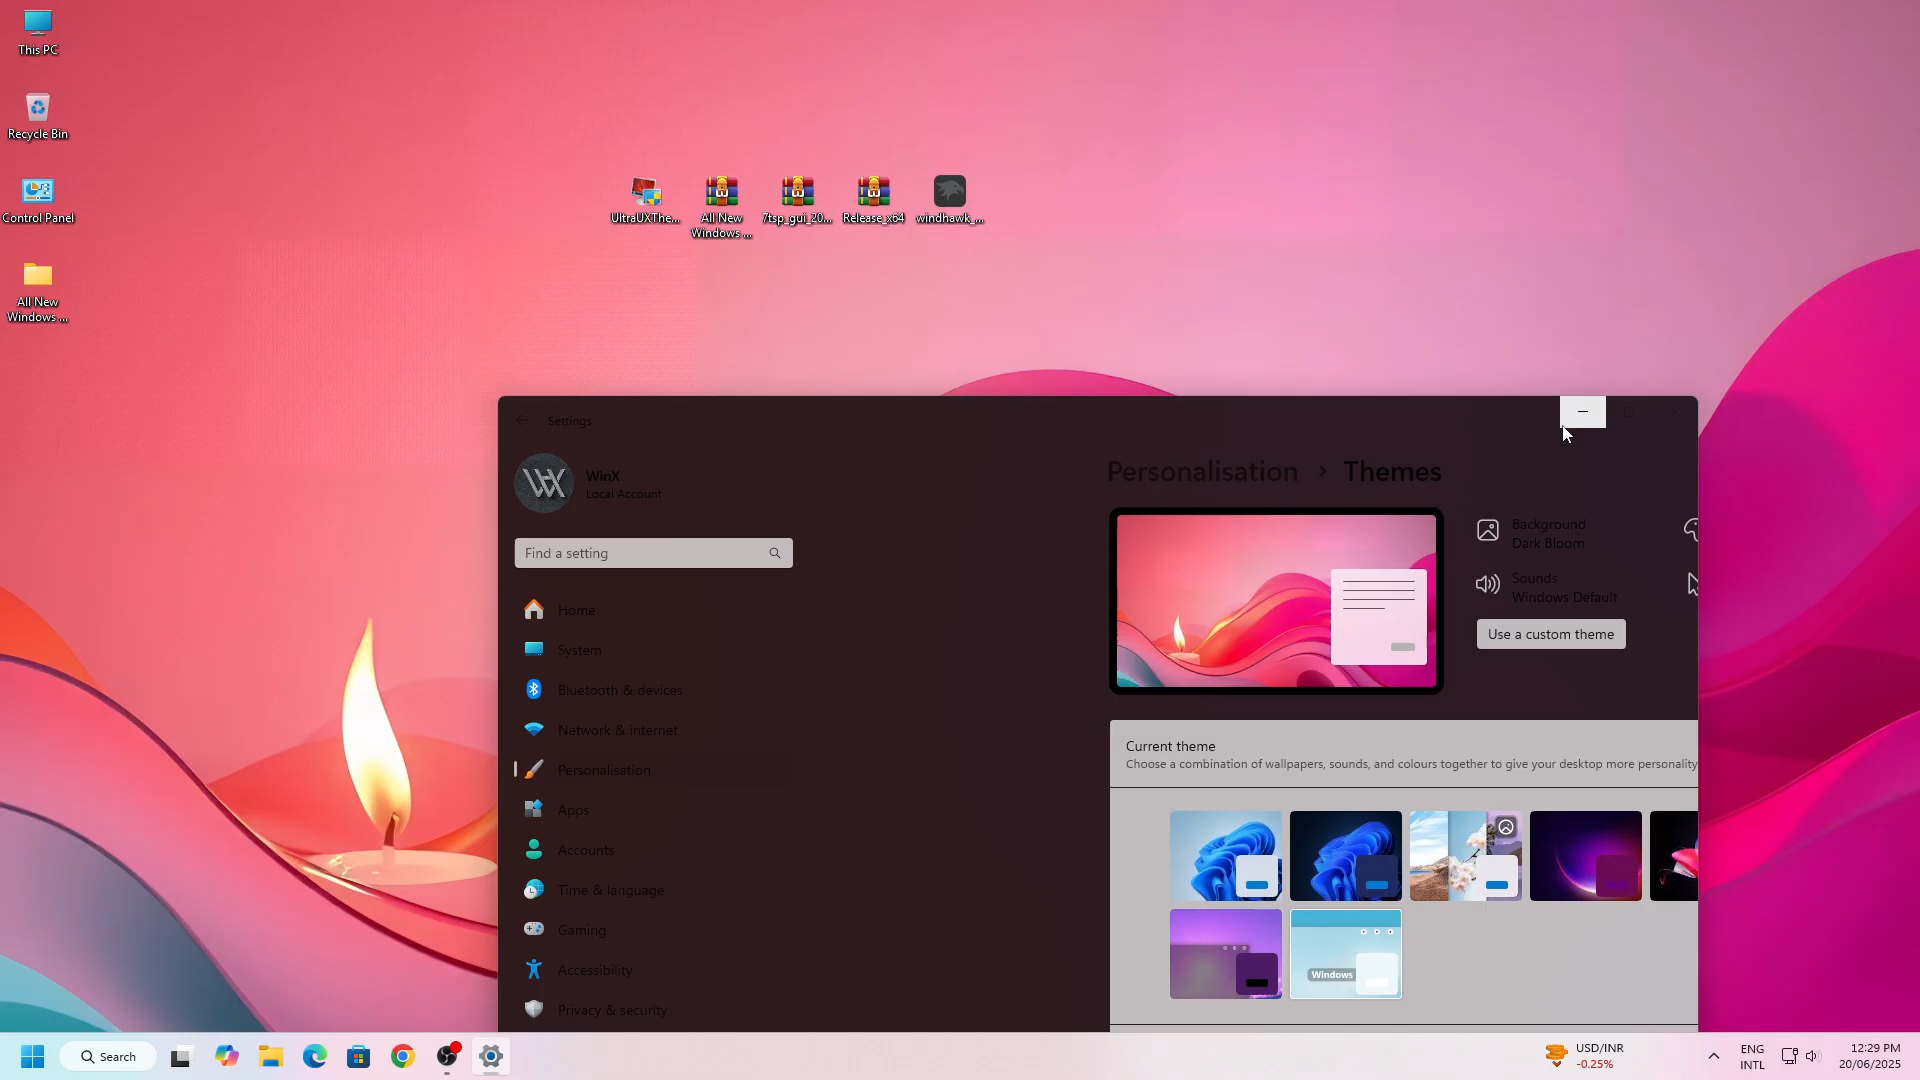 This PC
Recycle Bin
Control Panel
All New
Windows ...
UltraUXThe...
All New
Windows ...
7tsp_gui_20...
Release_x64
windhawk_...
Settings
WinX
Local Account
Find a setting
Home
System
Bluetooth & devices
Network & internet
Personalisation
Apps
Accounts
Time & language
Gaming
Accessibility
Privacy & security
Personalisation > Themes
Background
Dark Bloom
Sounds
Windows Default
Use a custom theme
Current theme
Choose a combination of wallpapers, sounds, and colours together to give your desktop more personality
Windows
Search
USD/INR
-0.25%
ENG
INTL
12:29 PM
20/06/2025